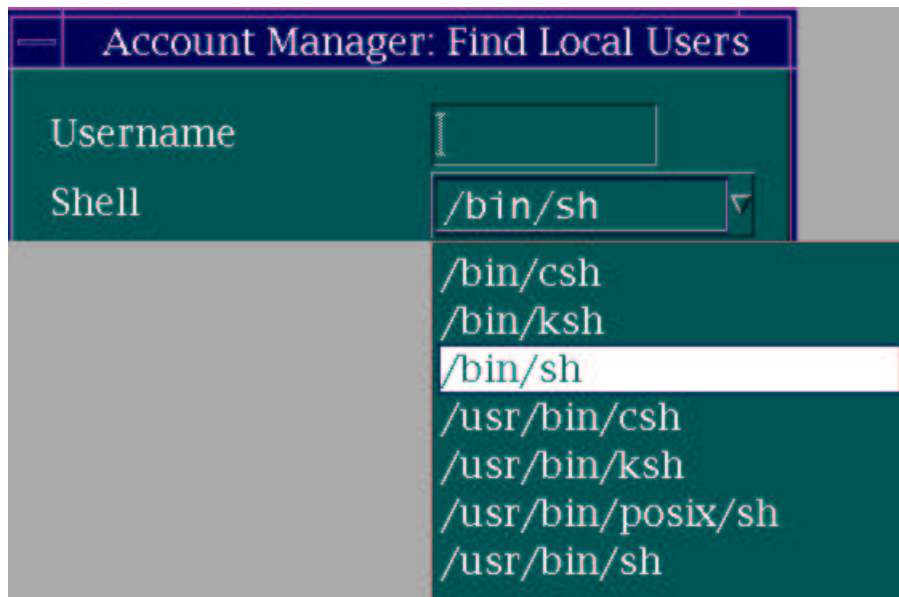 Account Manager: Find Local Users
Username
Shell /bin/sh
/bin/csh
/bin/ksh
/bin/sh
/usr/bin/csh
/usr/bin/ksh
/usr/bin/posix/sh
/usr/bin/sh